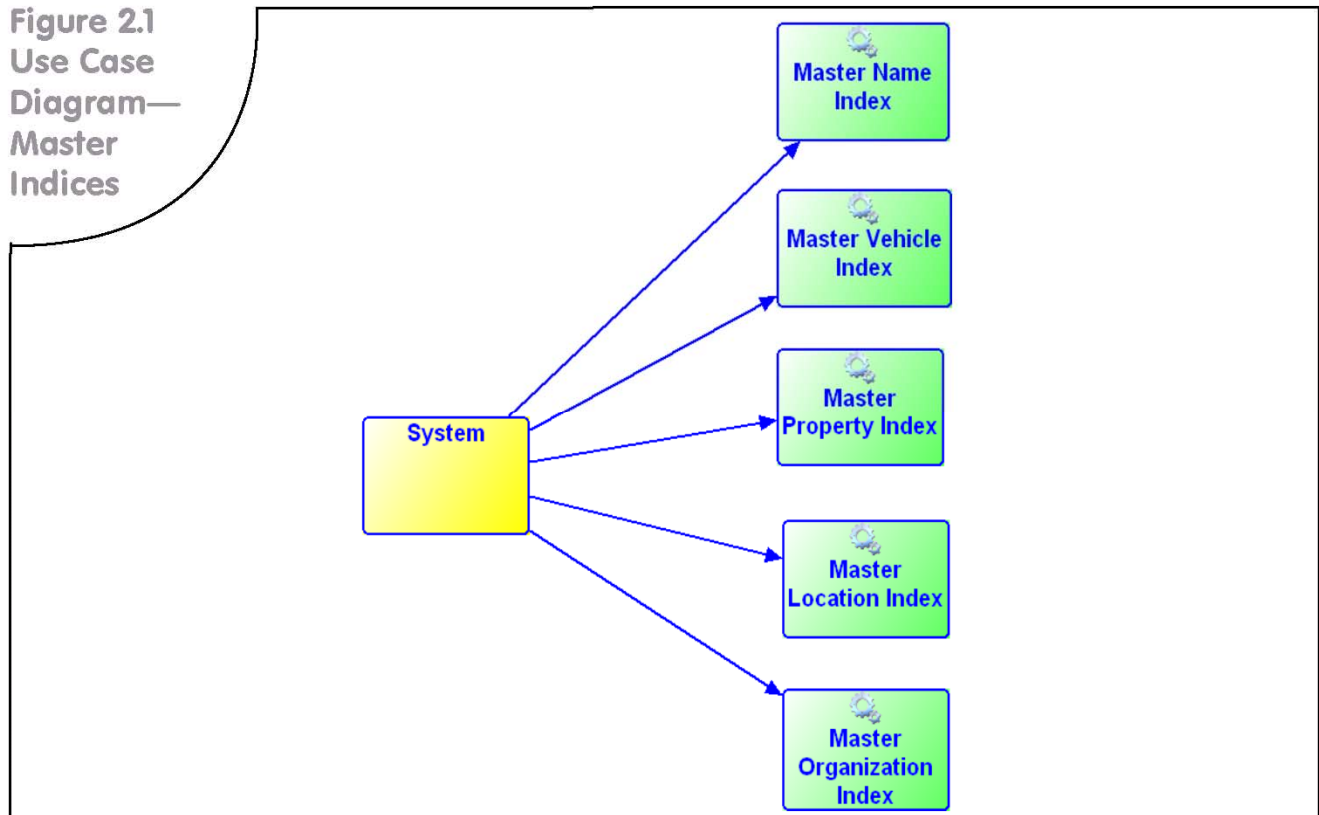 Figure 2.1
Use Case
Diagram—
Master
Indices
Master Name
Index
Master Vehicle
Index
Master
Property Index
System
Master
Location Index
Master
Organization
Index